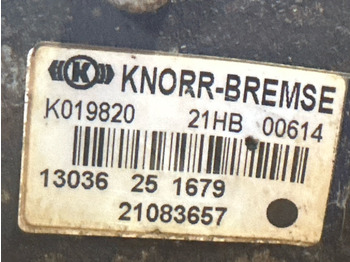 K KNORR-BREMSE
K019820 21HB 00614
13036 25 1679
21083657